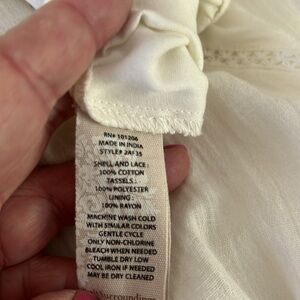 RN# 101206
MADE IN INDIA
STYLE# 2AF35
SHELL AND LACE :
100% COTTON
TASSELS :
100% POLYESTER
LINING :
100% RAYON
MACHINE WASH COLD
WITH SIMILAR COLORS
GENTLE CYCLE
ONLY NON-CHLORINE
BLEACH WHEN NEEDED
TUMBLE DRY LOW
COOL IRON IF NEEDED
MAY BE DRY CLEANED
surroundings